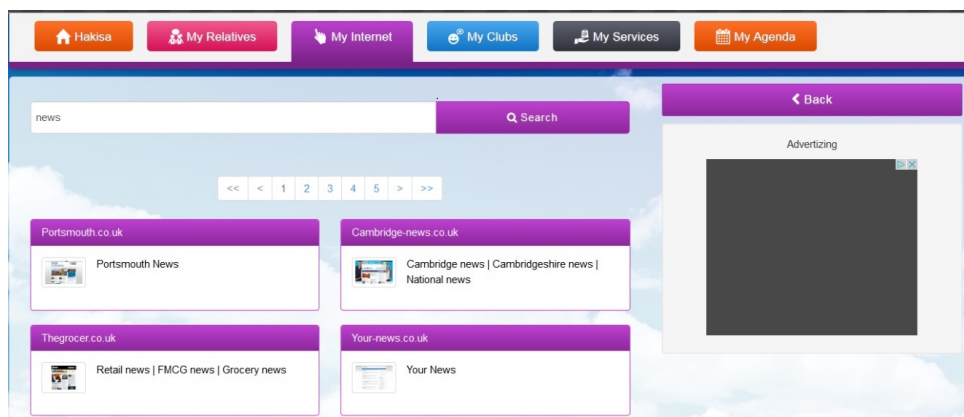 Hakisa
My Relatives
My Internet
My Clubs
My Services
My Agenda
news
Search
Back
Advertizing
<< < 1 2 3 4 5 > >>
Portsmouth.co.uk
Portsmouth News
Cambridge-news.co.uk
Cambridge news | Cambridgeshire news |
National news
Thegrocer.co.uk
Retail news | FMCG news | Grocery news
Your-news.co.uk
Your News